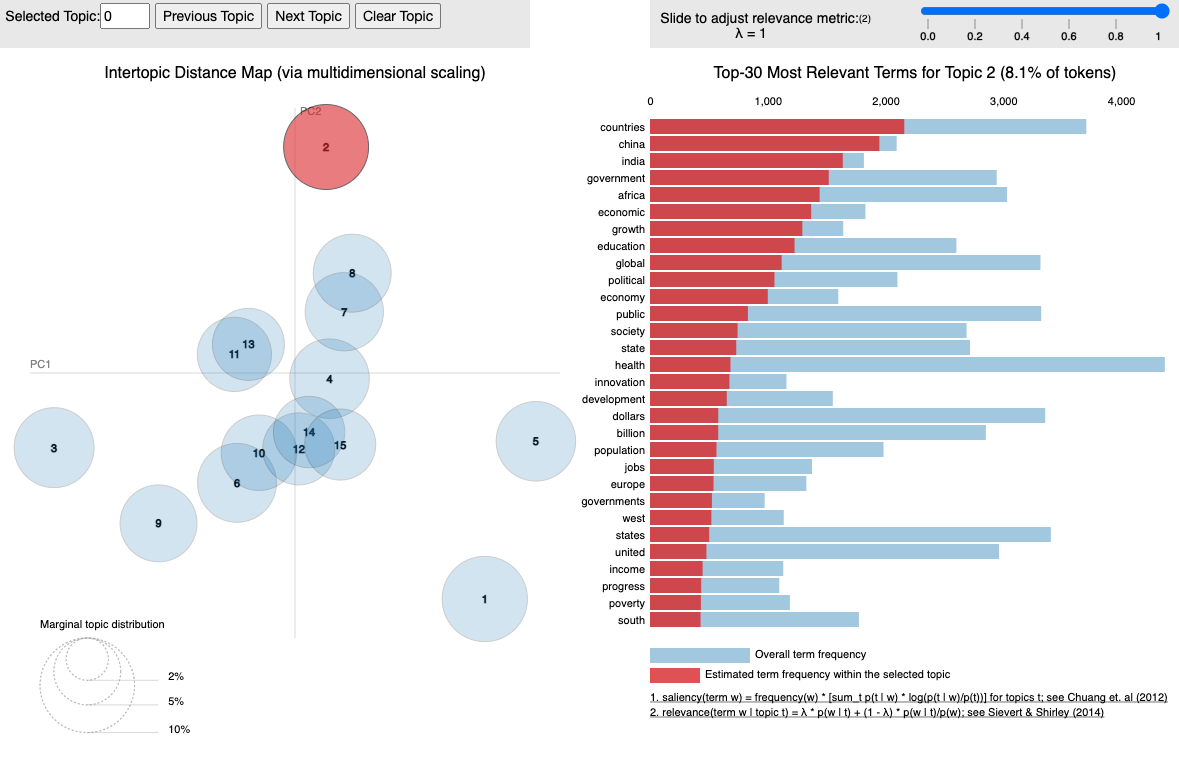 Selected Topic: 0 Previous Topic Next Topic Clear Topic
Slide to adjust relevance metric:(2)
λ = 1
0.0 0.2 0.4 0.6 0.8 1
Intertopic Distance Map (via multidimensional scaling)
PC2
PC1
2
8
7
13
11
4
14
15
12
10
6
3
5
9
1
Marginal topic distribution
2%
5%
10%
Top-30 Most Relevant Terms for Topic 2 (8.1% of tokens)
0 1,000 2,000 3,000 4,000
countries
china
india
government
africa
economic
growth
education
global
political
economy
public
society
state
health
innovation
development
dollars
billion
population
jobs
europe
governments
west
states
united
income
progress
poverty
south
Overall term frequency
Estimated term frequency within the selected topic
1. saliency(term w) = frequency(w) * [sum_t p(t | w) * log(p(t | w)/p(t))] for topics t; see Chuang et. al (2012)
2. relevance(term w | topic t) = λ * p(w | t) + (1 - λ) * p(w | t)/p(w); see Sievert & Shirley (2014)